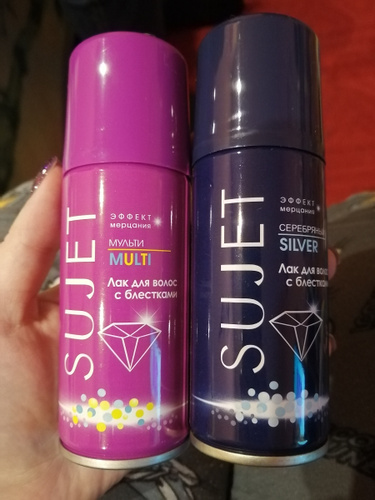 SUJET
ЭФФЕКТ
мерцания
МУЛЬТИ
MULTI
Лак для волос
с блестками
SUJET
ЭФФЕКТ
мерцания
СЕРЕБРЯНЫЙ
SILVER
Лак для волос
с блестками